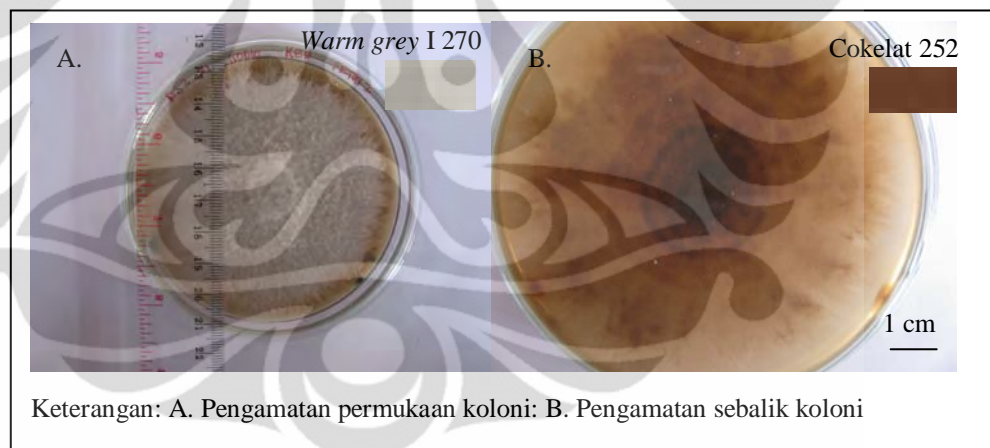 A.
Warm grey I 270
B.
Cokelat 252
1 cm
Keterangan: A. Pengamatan permukaan koloni: B. Pengamatan sebalik koloni